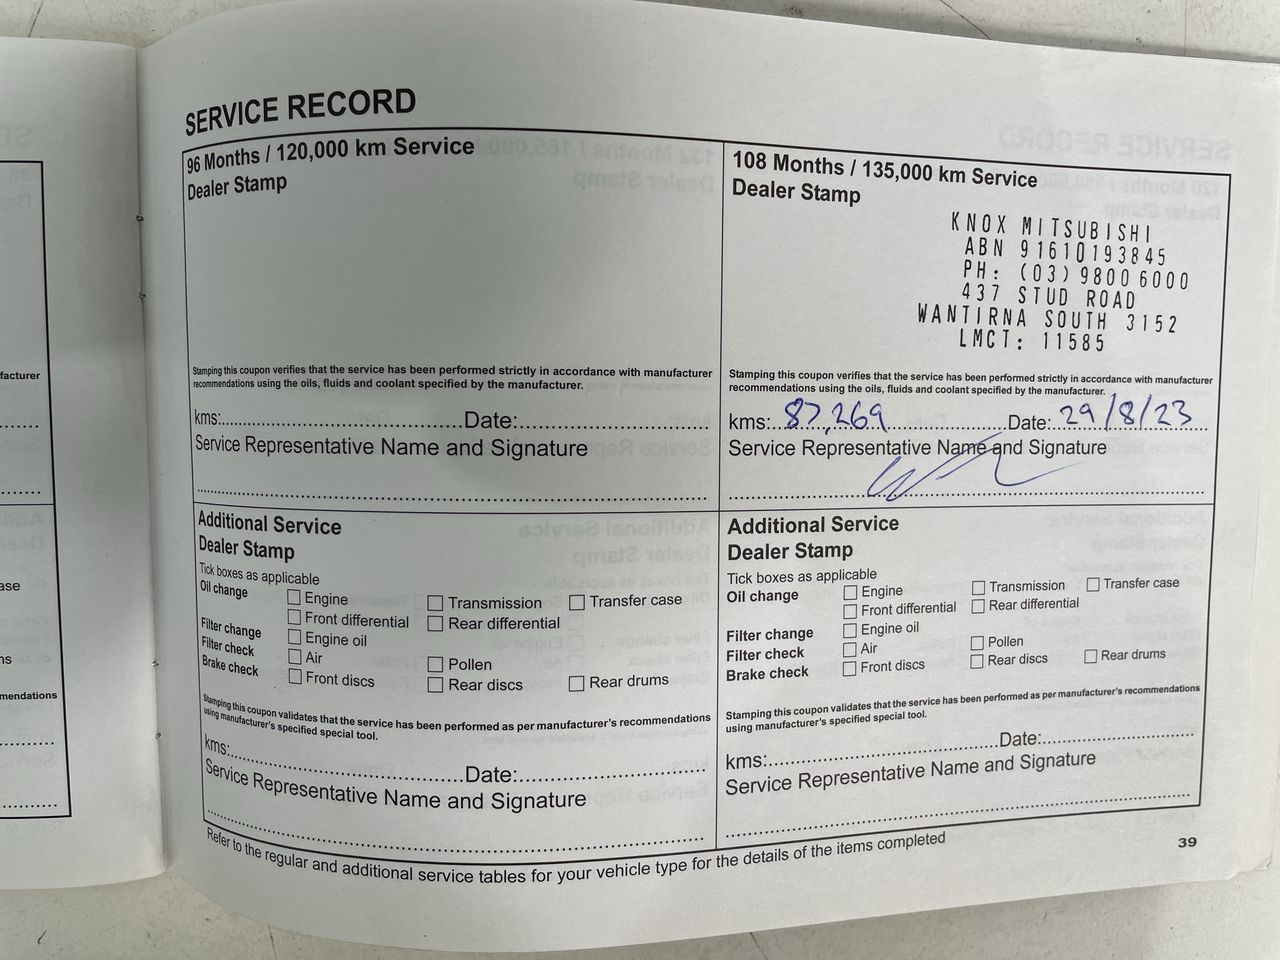 SERVICE RECORD
96 Months / 120,000 km Service
Dealer Stamp
Stamping this coupon verifies that the service has been performed strictly in accordance with manufacturer
recommendations using the oils, fluids and coolant specified by the manufacturer.
kms:..........Date:..........
Service Representative Name and Signature
108 Months / 135,000 km Service
Dealer Stamp
KNOX MITSUBISHI
ABN 91610193845
PH: (03) 9800 6000
437 STUD ROAD
WANTIRNA SOUTH 3152
LMCT: 11585
Stamping this coupon verifies that the service has been performed strictly in accordance with manufacturer
recommendations using the oils, fluids and coolant specified by the manufacturer.
kms: 87,269 Date: 29/8/23
Service Representative Name and Signature
Additional Service
Dealer Stamp
Tick boxes as applicable
Oil change Engine Transmission Transfer case
Front differential Rear differential
Filter change Engine oil
Filter check Air Pollen
Brake check Front discs Rear discs Rear drums
Stamping this coupon validates that the service has been performed as per manufacturer's recommendations
using manufacturer's specified special tool.
kms:..........Date:..........
Service Representative Name and Signature
Additional Service
Dealer Stamp
Tick boxes as applicable
Oil change Engine Transmission Transfer case
Front differential Rear differential
Filter change Engine oil
Filter check Air Pollen
Brake check Front discs Rear discs Rear drums
Stamping this coupon validates that the service has been performed as per manufacturer's recommendations
using manufacturer's specified special tool.
kms:..........Date:..........
Service Representative Name and Signature
Refer to the regular and additional service tables for your vehicle type for the details of the items completed
39